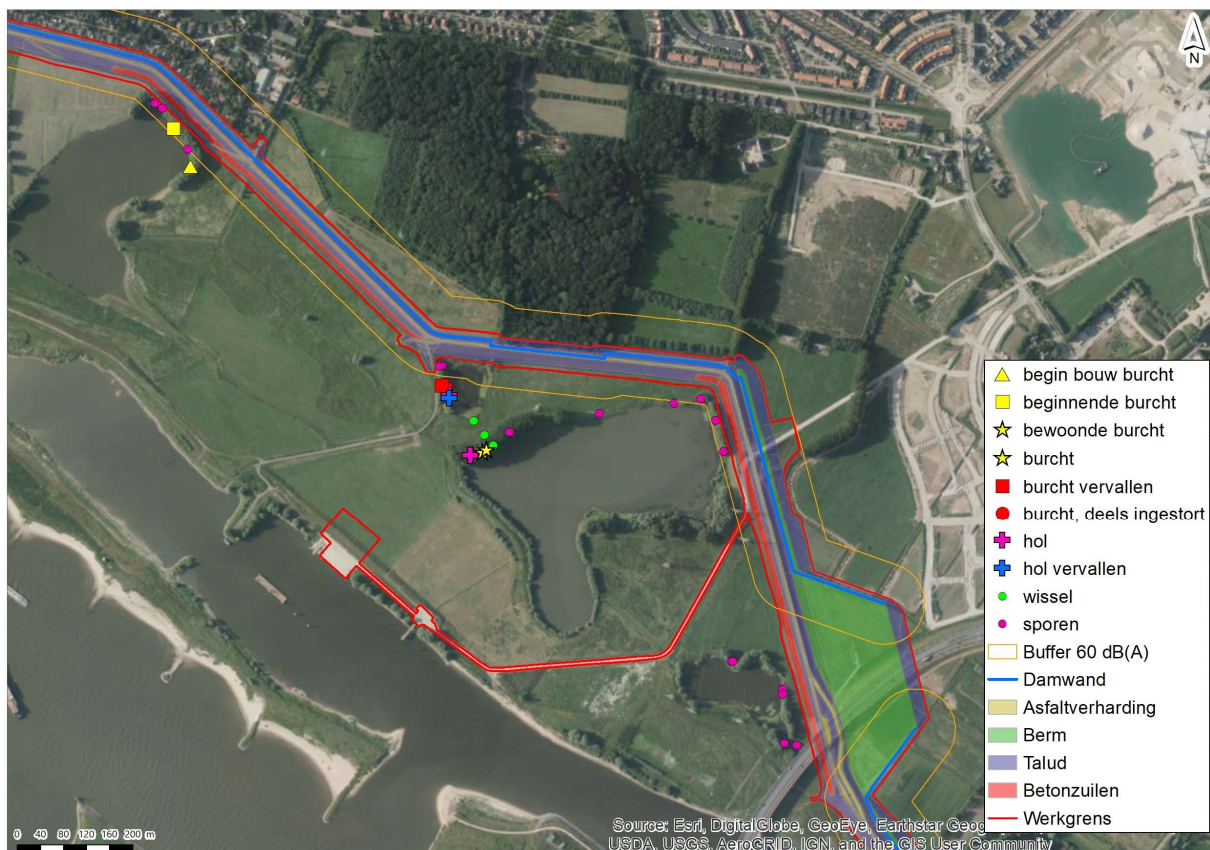 N
begin bouw burcht
beginnende burcht
bewoonde burcht
burcht
burcht vervallen
burcht, deels ingestort
hol
hol vervallen
wissel
sporen
Buffer 60 dB(A)
Damwand
Asfaltverharding
Berm
Talud
Betonzuilen
Werkgrens
0 40 80 120 160 200 m
Source: Esri, DigitalGlobe, GeoEye, Earthstar Geog
USDA, USGS, AeroGRID, IGN, and the GIS User Community